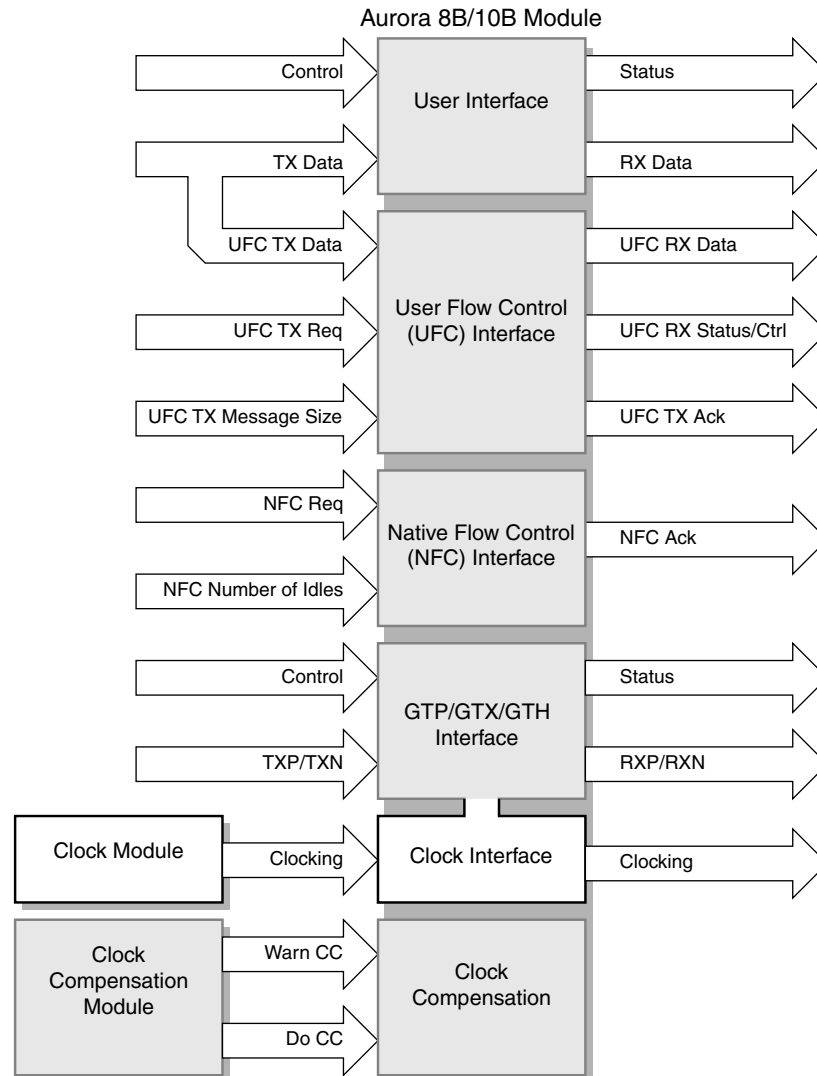 Aurora 8B/10B Module
Control
User Interface
Status
TX Data
RX Data
UFC TX Data
UFC RX Data
UFC TX Req
User Flow Control
(UFC) Interface
UFC RX Status/Ctrl
UFC TX Message Size
UFC TX Ack
NFC Req
Native Flow Control
(NFC) Interface
NFC Ack
NFC Number of Idles
Control
Status
GTP/GTX/GTH
Interface
TXP/TXN
RXP/RXN
Clock Module
Clocking
Clock Interface
Clocking
Clock
Compensation
Module
Warn CC
Do CC
Clock
Compensation